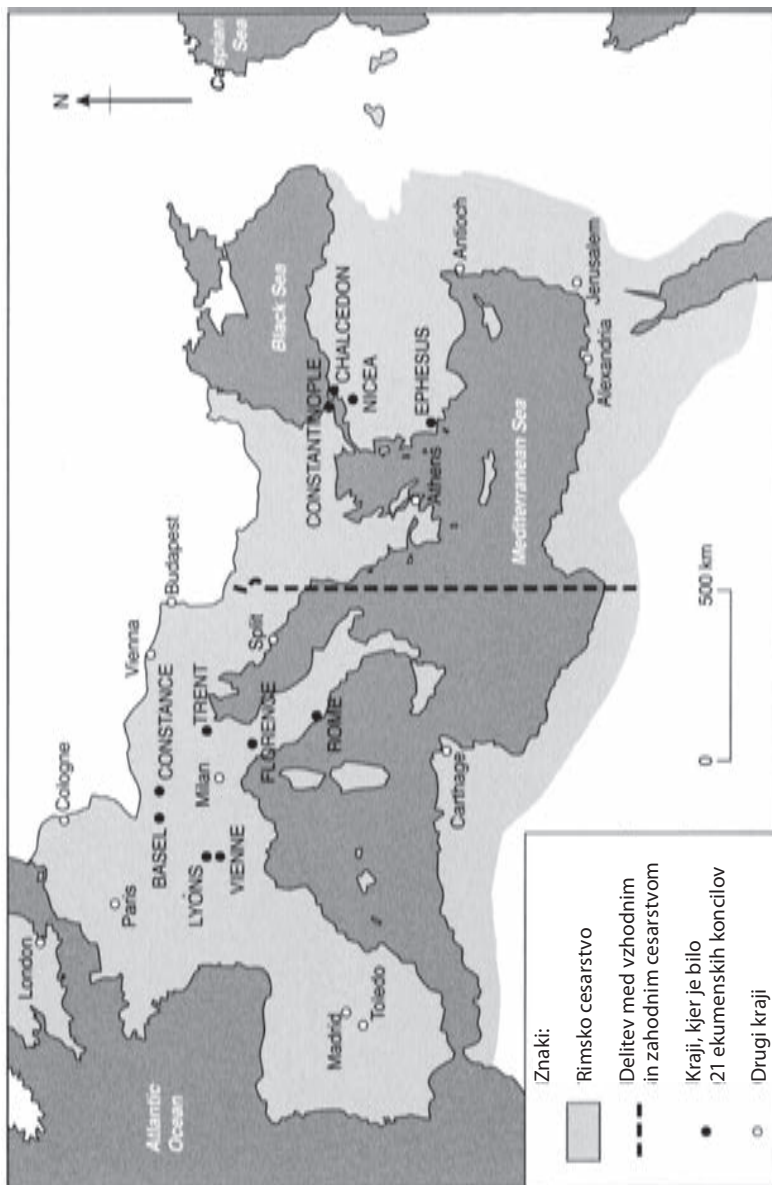 N
Caspian
Sea
Atlantic
Ocean
London
Cologne
Paris
Vienna
Budapest
BASEL
CONSTANCE
LYONS
VIENNE
TRENT
Milan
FLORENCE
Split
ROME
Madrid
Toledo
Black Sea
CONSTANTINOPLE
CHALCEDON
NICEA
EPHESUS
Athens
Antioch
Mediterranean Sea
Carthage
Alexandria
Jerusalem
0
500 km
Znaki:
Rimsko cesarstvo
Delitev med vzhodnim
in zahodnim cesarstvom
Kraji, kjer je bilo
21 ekumenskih koncilov
Drugi kraji